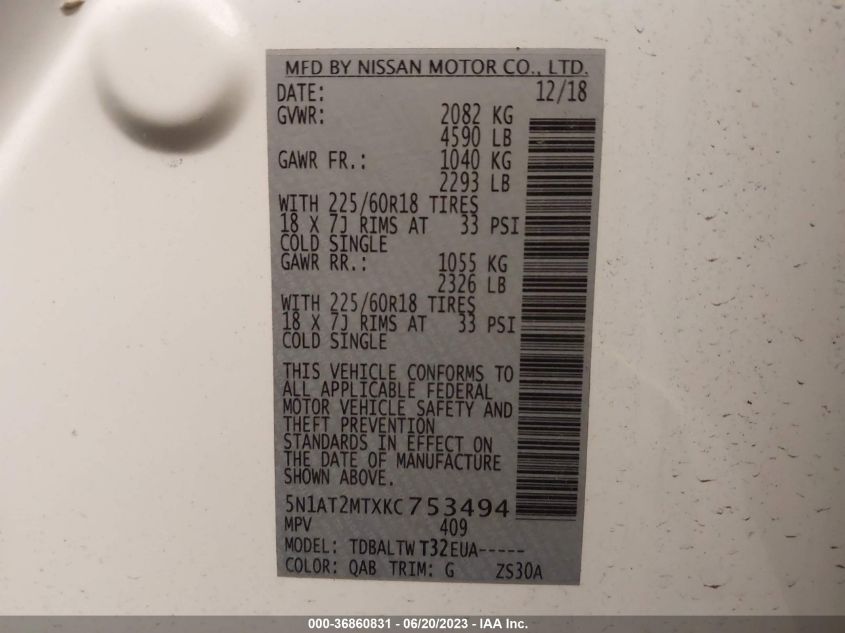 MFD BY NISSAN MOTOR CO., LTD.
DATE: 12/18
GVWR: 2082 KG
4590 LB
GAWR FR.: 1040 KG
2293 LB
WITH 225/60R18 TIRES
18 X 7J RIMS AT 33 PSI
COLD SINGLE
GAWR RR.: 1055 KG
2326 LB
WITH 225/60R18 TIRES
18 X 7J RIMS AT 33 PSI
COLD SINGLE
THIS VEHICLE CONFORMS TO
ALL APPLICABLE FEDERAL
MOTOR VEHICLE SAFETY AND
THEFT PREVENTION
STANDARDS IN EFFECT ON
THE DATE OF MANUFACTURE
SHOWN ABOVE.
5N1AT2MTXKC753494
MPV 409
MODEL: TDBALTW T32EUA-----
COLOR: QAB TRIM: G ZS30A
000-36860831 - 06/20/2023 - IAA Inc.